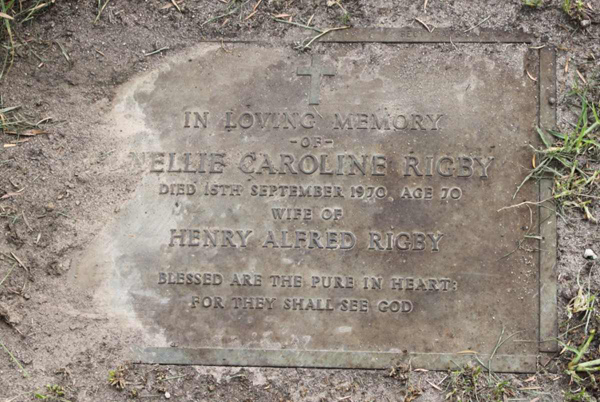 IN LOVING MEMORY
-OF-
NELLIE CAROLINE RIGBY
DIED 15TH SEPTEMBER 1970, AGE 70
WIFE OF
HENRY ALFRED RIGBY
BLESSED ARE THE PURE IN HEART:
FOR THEY SHALL SEE GOD